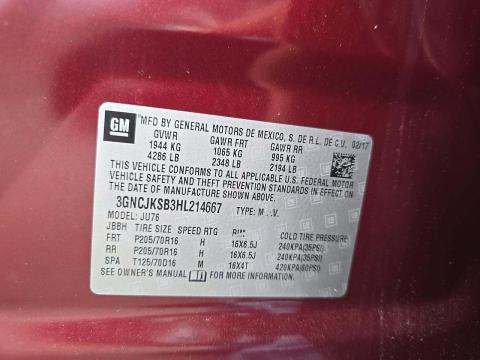 GM
MFD BY GENERAL MOTORS DE MEXICO, S. DE R.L. DE C.V. 02/17
GVWR GAWR FRT GAWR RR
1944 KG 1065 KG 995 KG
4286 LB 2348 LB 2194 LB
THIS VEHICLE CONFORMS TO ALL APPLICABLE U.S. FEDERAL MOTOR
VEHICLE SAFETY AND THEFT PREVENTION STANDARDS IN EFFECT ON
THE DATE OF MANUFACTURE SHOWN ABOVE.
3GNCJKSB3HL214667 TYPE: M . .V.
MODEL: JU76
JBBH TIRE SIZE SPEED RTG
FRT P205/70R16 H 16X6.5J 240KPA(35PSI)
RR P205/70R16 H 16X6.5J 240KPA(35PSI)
SPA T125/70D16 M 16X4T 420KPA(60PSI)
SEE OWNER'S MANUAL FOR MORE INFORMATION.